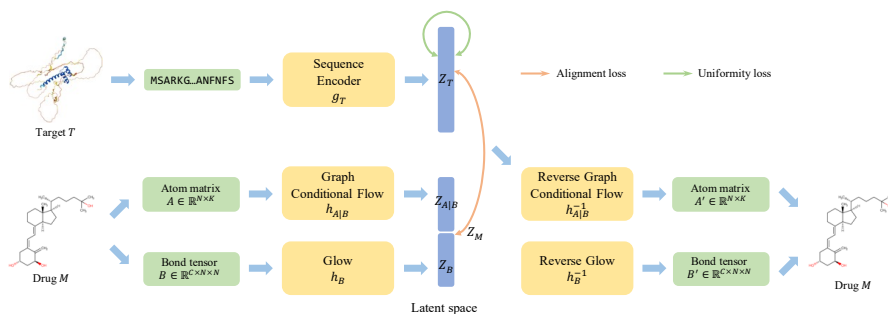 Target T
MSARKG…ANFNFS
Sequence
Encoder
g_T
Z_T
Alignment loss
Uniformity loss
Drug M
Atom matrix
A ∈ ℝ^{N×K}
Graph
Conditional Flow
h_{A|B}
Z_{A|B}
Z_M
Bond tensor
B ∈ ℝ^{C×N×N}
Glow
h_B
Z_B
Latent space
Reverse Graph
Conditional Flow
h_{A|B}^{-1}
Atom matrix
A′ ∈ ℝ^{N×K}
Reverse Glow
h_B^{-1}
Bond tensor
B′ ∈ ℝ^{C×N×N}
Drug M